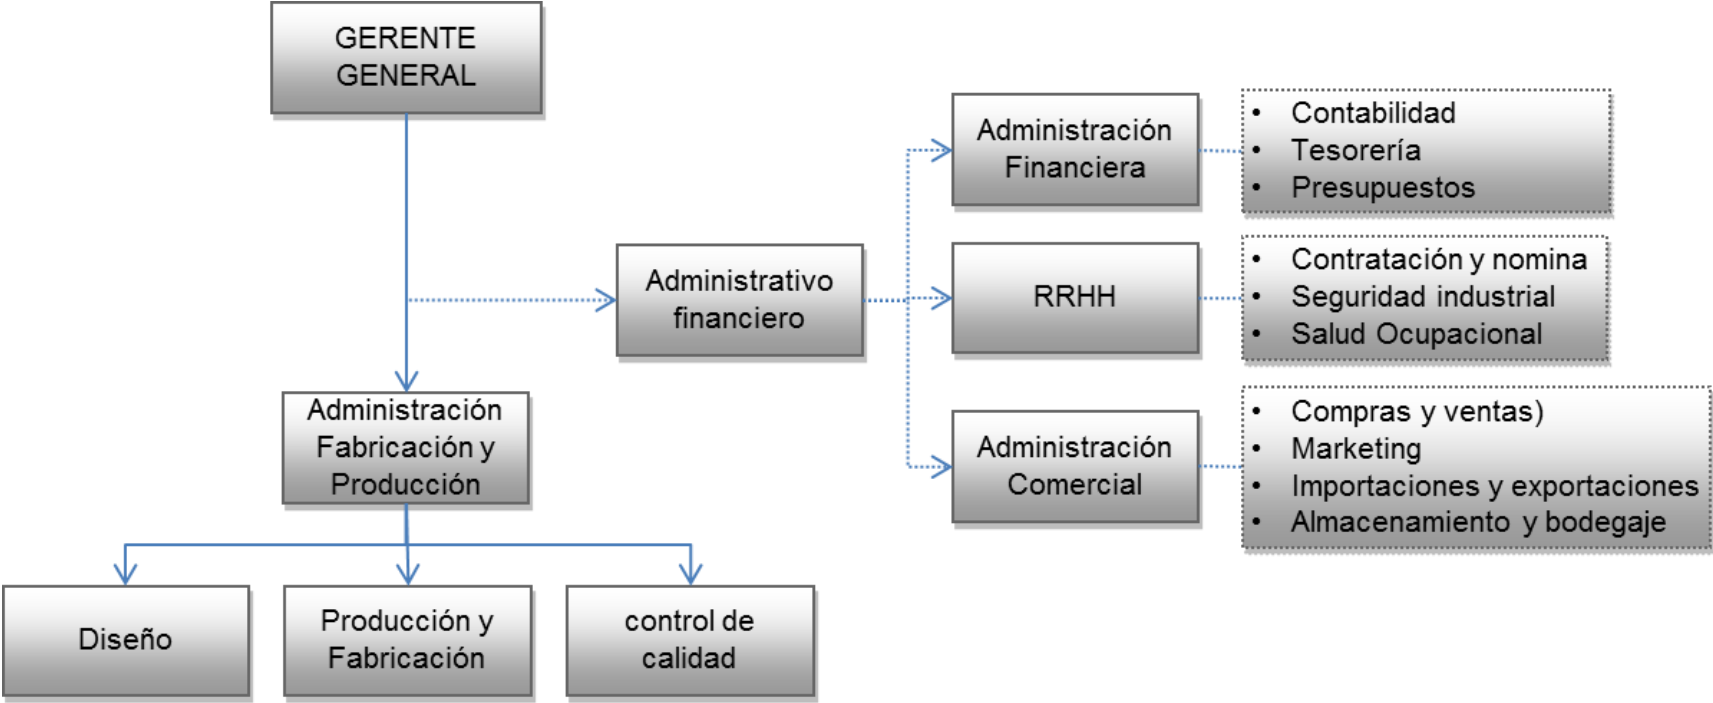 GERENTE
GENERAL
Administración
Financiera
• Contabilidad
• Tesorería
• Presupuestos
Administrativo
financiero
RRHH
• Contratación y nomina
• Seguridad industrial
• Salud Ocupacional
Administración
Comercial
• Compras y ventas)
• Marketing
• Importaciones y exportaciones
• Almacenamiento y bodegaje
Administración
Fabricación y
Producción
Diseño
Producción y
Fabricación
control de
calidad